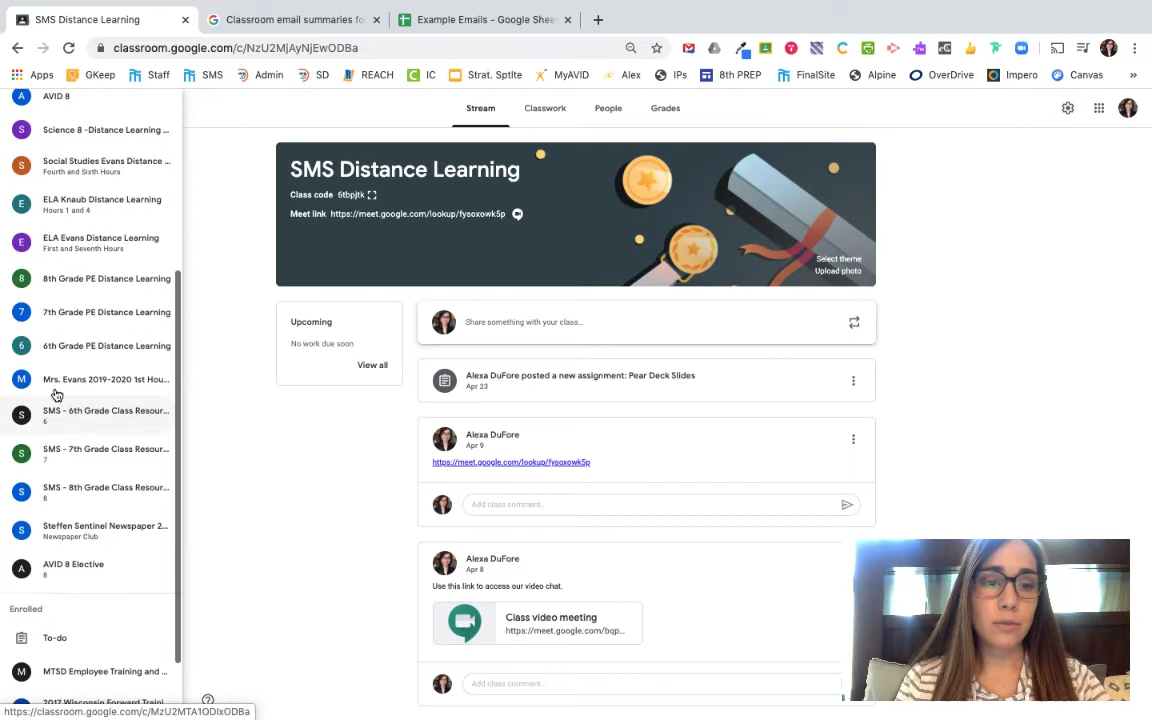 SMS Distance Learning
Classroom email summaries fo
Example Emails - Google Shee
classroom.google.com/c/NzU2MjAyNjEwODBa
Apps
GKeep
Staff
SMS
Admin
SD
REACH
IC
Strat. Sptlte
MyAVID
Alex
IPs
8th PREP
FinalSite
Alpine
OverDrive
Impero
Canvas
»
A AVID 8
S Science 8 -Distance Learning ...
S Social Studies Evans Distance ...
Fourth and Sixth Hours
E ELA Knaub Distance Learning
Hours 1 and 4
E ELA Evans Distance Learning
First and Seventh Hours
8 8th Grade PE Distance Learning
7 7th Grade PE Distance Learning
6 6th Grade PE Distance Learning
M Mrs. Evans 2019-2020 1st Hou...
S SMS - 6th Grade Class Resour...
6
S SMS - 7th Grade Class Resour...
7
S SMS - 8th Grade Class Resour...
8
S Steffen Sentinel Newspaper 2...
Newspaper Club
A AVID 8 Elective
8
Enrolled
To-do
M MTSD Employee Training and ...
2017 Wisconsin Forward Traini
https://classroom.google.com/c/MzU2MTA1ODIxODBa
Stream
Classwork
People
Grades
SMS Distance Learning
Class code 6tbpjtk
Meet link https://meet.google.com/lookup/fysoxowk5p
Select theme
Upload photo
Upcoming
No work due soon
View all
Share something with your class...
Alexa DuFore posted a new assignment: Pear Deck Slides
Apr 23
Alexa DuFore
Apr 9
https://meet.google.com/lookup/fysoxowk5p
Add class comment..
Alexa DuFore
Apr 8
Use this link to access our video chat.
Class video meeting
https://meet.google.com/bqp...
Add class comment..